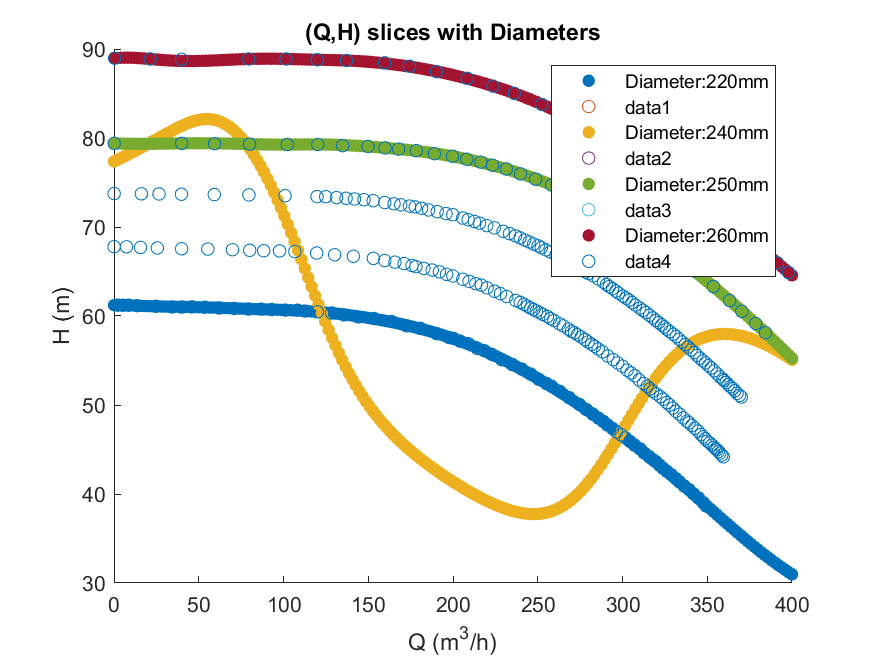 (Q,H) slices with Diameters
90
80
70
60
50
40
30
H (m)
0 50 100 150 200 250 300 350 400
Q (m³/h)
Diameter:220mm
data1
Diameter:240mm
data2
Diameter:250mm
data3
Diameter:260mm
data4